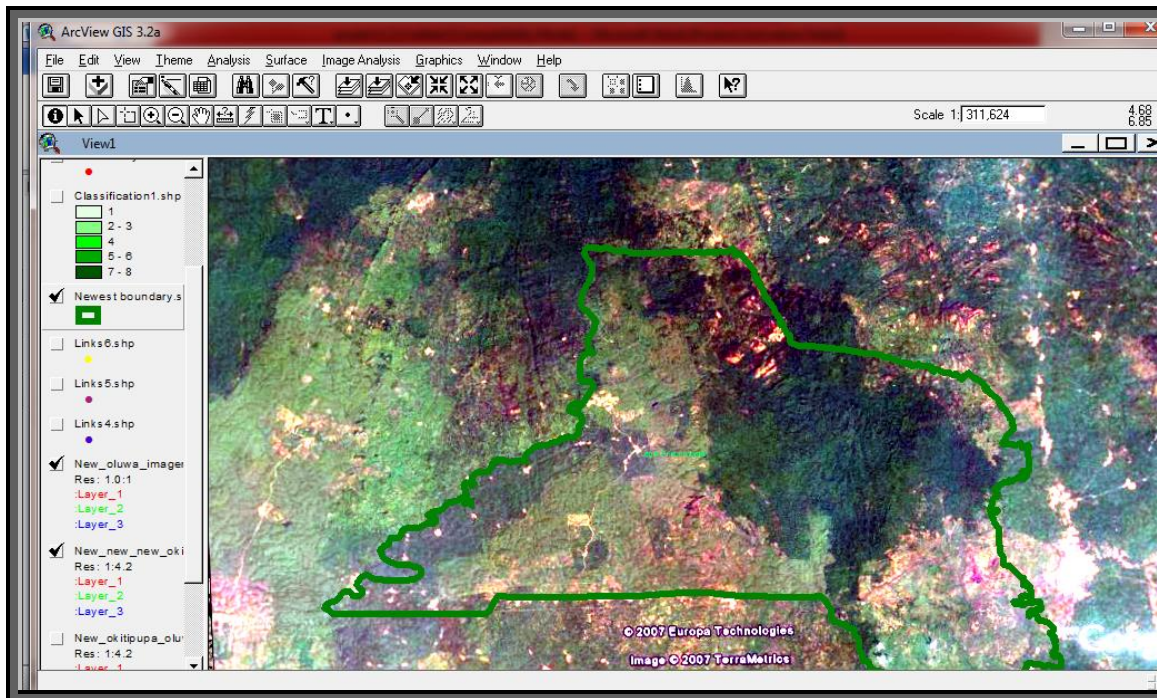 ArcView GIS 3.2a
File Edit View Theme Analysis Surface Image Analysis Graphics Window Help
Scale 1: 311,624
4.68
6.85
View1
Classification1.shp
1
2 - 3
4
5 - 6
7 - 8
Newest boundary.s
Links6.shp
Links5.shp
Links4.shp
New_oluwa_imager
Res: 1.0:1
:Layer_1
:Layer_2
:Layer_3
New_new_new_oki
Res: 1:4.2
:Layer_1
:Layer_2
:Layer_3
New_okitipupa_olu
Res: 1:4.2
:Layer_1
© 2007 Europa Technologies
Image © 2007 TerraMetrics